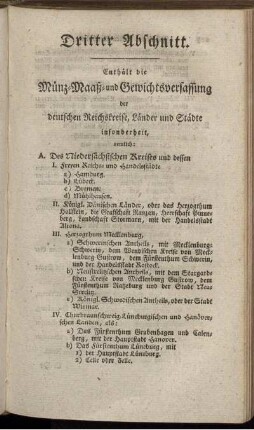 Dritter Abschnitt.
Enthält die
Münz-Maaß-und Gewichtsverfassung
der
deutschen Reichskreise, Länder und Städte
insonderheit,
nemlich:
A. Des Niedersächsischen Kreises und dessen
I. Freyen Reichs- und Handelsstädte
a) Hamburg.
b) Lübeck.
c) Bremen.
d) Mühlhausen.
II. Königl. Dänischen Länder, oder des Herzogthum
Hollstein, die Grafschaft Ranzau, Herrschaft Pinne-
berg, Landschaft Stormarn, mit der Handelsstadt
Altona.
III. Herzogthum Mecklenburg,
a) Schwerinschen Antheils, mit Mecklenburg-
Schwerin, dem Wendischen Kreise von Meck-
lenburg Güstrow, dem Fürstenthum Schwerin,
und der Handelsstadt Rostock.
b) Neustrelitzschen Antheils, mit dem Stargard-
schen Kreise von Mecklenburg Güstrow, dem
Fürstenthum Ratzeburg und der Stadt Neu-
Strelitz.
c) Königl. Schwedischen Antheils, oder der Stadt
Wismar.
IV. Churbraunschweig-Lüneburgischen und Hanöver-
schen Landen, als:
a) Das Fürstenthum Grubenhagen und Calen-
berg, mit der Hauptstadt Hanover.
b) Das Fürstenthum Lüneburg, mit
1) der Hauptstadt Lüneburg.
2) Celle oder Zelle.